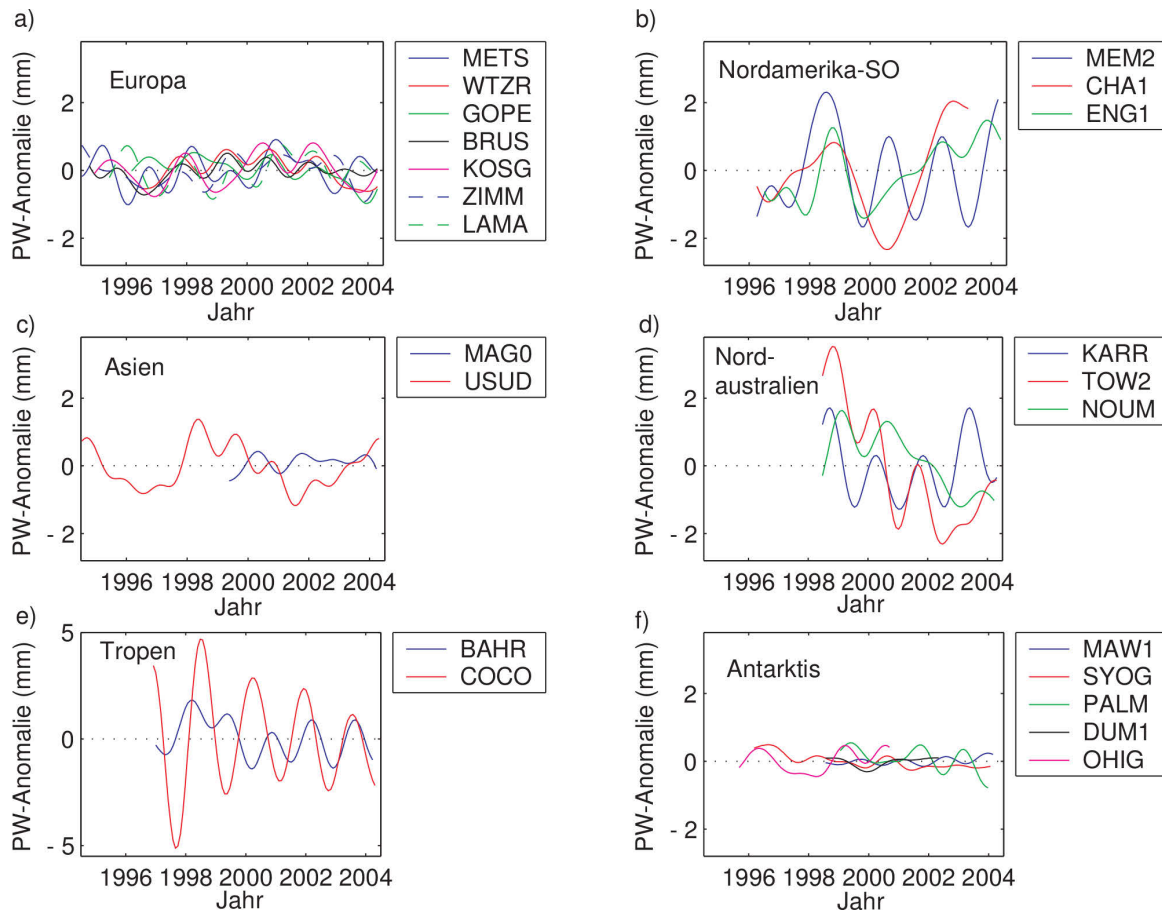 a)
PW-Anomalie (mm)
2
0
- 2
Europa
1996 1998 2000 2002 2004
Jahr
METS
WTZR
GOPE
BRUS
KOSG
ZIMM
LAMA
b)
PW-Anomalie (mm)
2
0
- 2
Nordamerika-SO
1996 1998 2000 2002 2004
Jahr
MEM2
CHA1
ENG1
c)
PW-Anomalie (mm)
2
0
- 2
Asien
1996 1998 2000 2002 2004
Jahr
MAG0
USUD
d)
PW-Anomalie (mm)
2
0
- 2
Nord-
australien
1996 1998 2000 2002 2004
Jahr
KARR
TOW2
NOUM
e)
PW-Anomalie (mm)
5
0
- 5
Tropen
1996 1998 2000 2002 2004
Jahr
BAHR
COCO
f)
PW-Anomalie (mm)
2
0
- 2
Antarktis
1996 1998 2000 2002 2004
Jahr
MAW1
SYOG
PALM
DUM1
OHIG